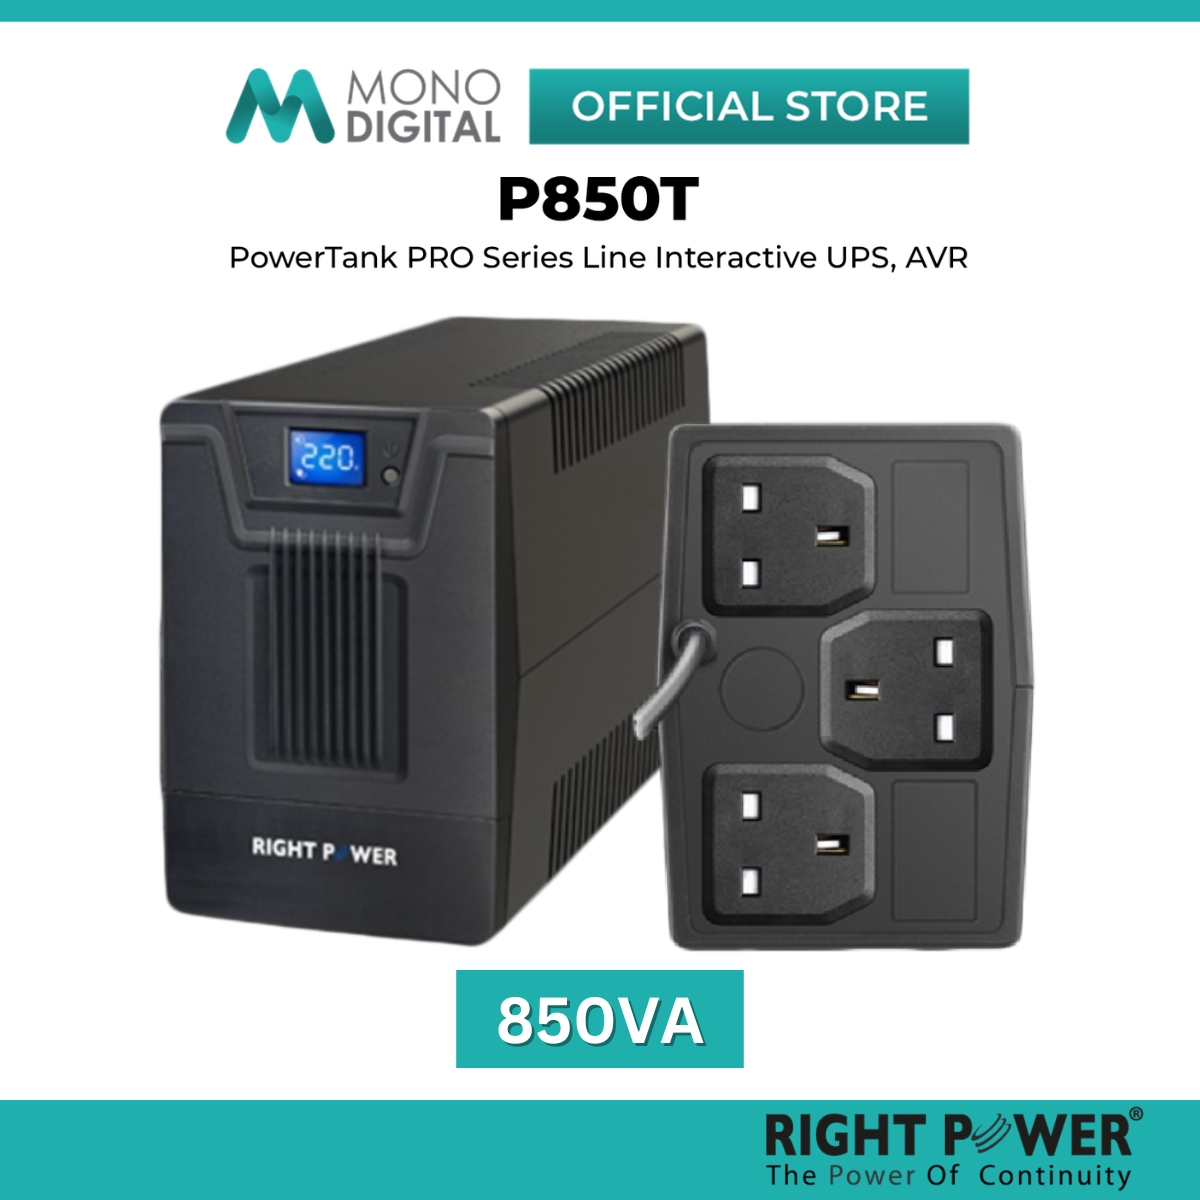 MONO
DIGITAL
OFFICIAL STORE
P850T
PowerTank PRO Series Line Interactive UPS, AVR
220
RIGHT POWER
850VA
RIGHT POWER®
The Power Of Continuity